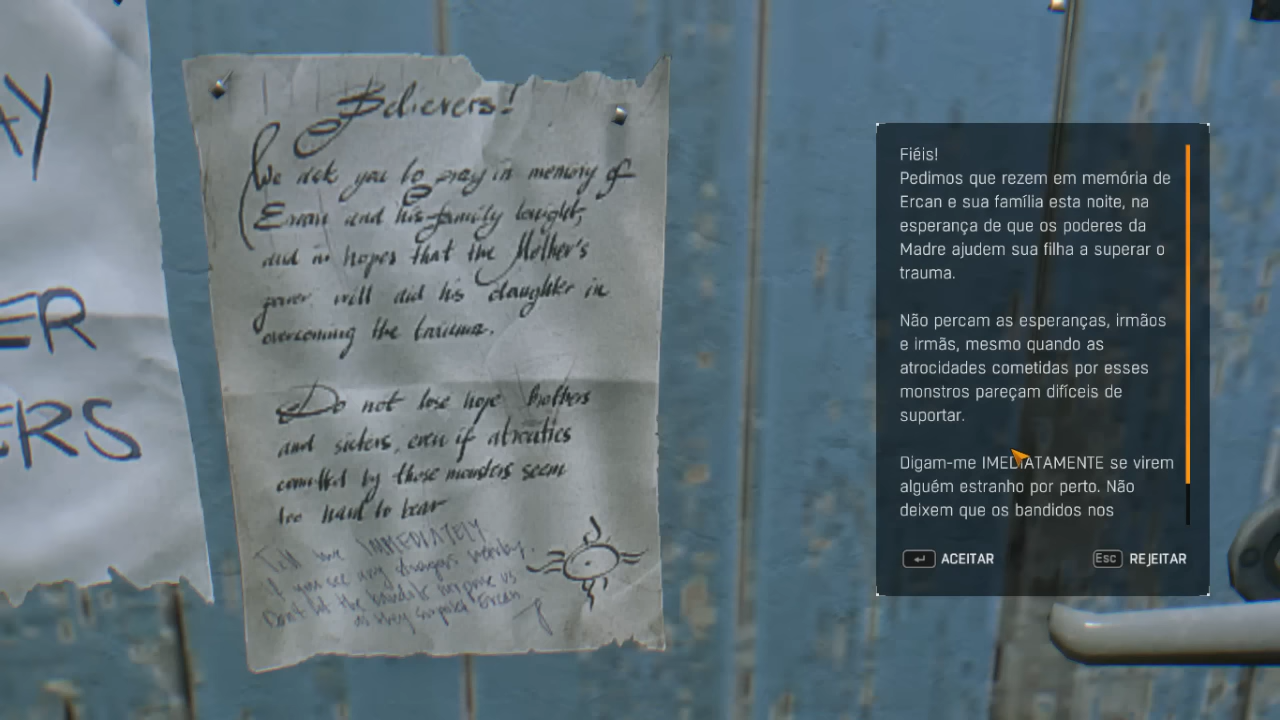 AY
ER
ERS
Believers!
We ask you to pray in memory of
Ercan and his family tonight,
and in hopes that the Mother's
power will aid his daughter in
overcoming the trauma.
Do not lose hope brothers
and sisters, even if atrocities
committed by those monsters seem
too hard to bear
Tell me IMMEDIATELY
if you see any strangers nearby.
Don't let the bandits surprise us
as they surprised Ercan
J
Fiéis!
Pedimos que rezem em memória de
Ercan e sua família esta noite, na
esperança de que os poderes da
Madre ajudem sua filha a superar o
trauma.
Não percam as esperanças, irmãos
e irmãs, mesmo quando as
atrocidades cometidas por esses
monstros pareçam difíceis de
suportar.
Digam-me IMEDIATAMENTE se virem
alguém estranho por perto. Não
deixem que os bandidos nos
ACEITAR
Esc REJEITAR